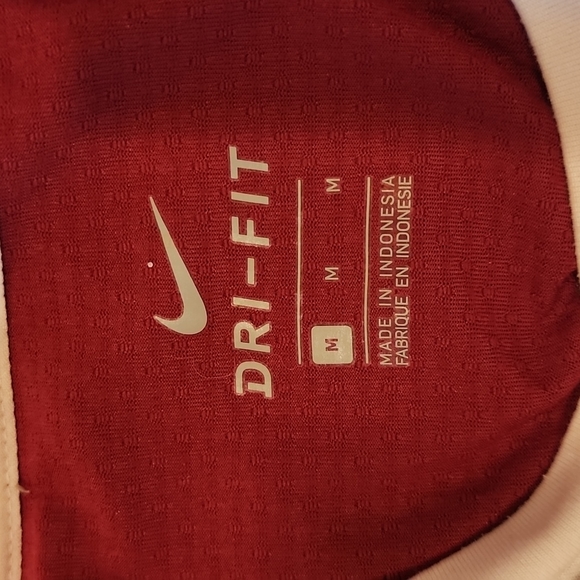 DRI-FIT
M M M
MADE IN INDONESIA
FABRIQUE EN INDONESIE